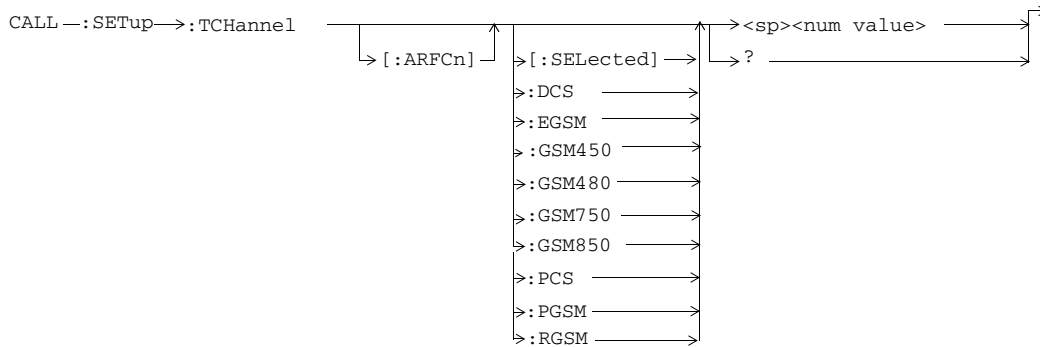 CALL :SETup :TCHannel <sp><num value>
[:ARFCn] [:SELected] ?
:DCS
:EGSM
:GSM450
:GSM480
:GSM750
:GSM850
:PCS
:PGSM
:RGSM